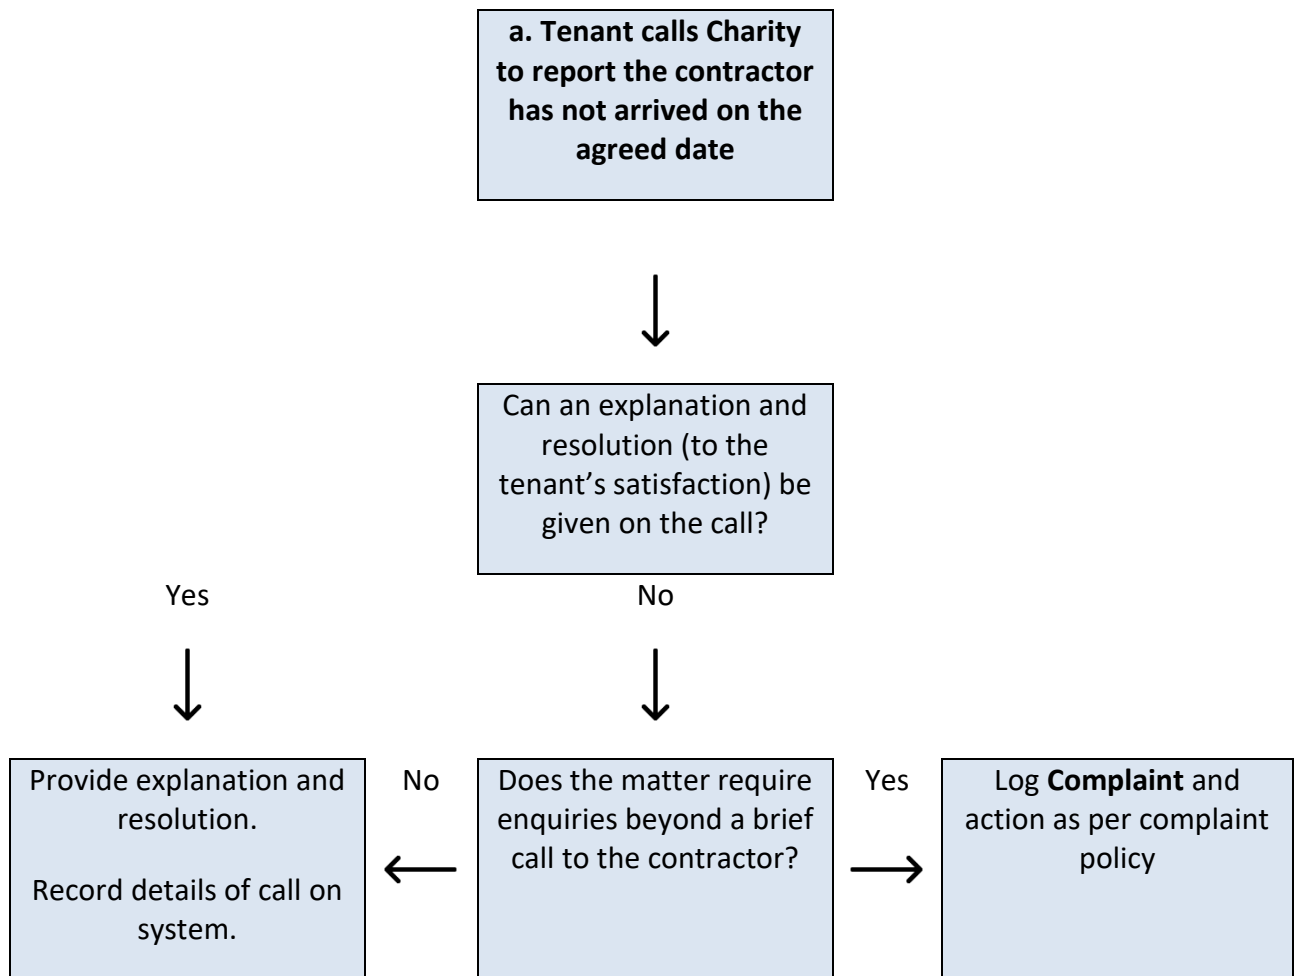 a. Tenant calls Charity
to report the contractor
has not arrived on the
agreed date
Can an explanation and
resolution (to the
tenant’s satisfaction) be
given on the call?
Yes
No
Provide explanation and
resolution.
Record details of call on
system.
No
Does the matter require
enquiries beyond a brief
call to the contractor?
Yes
Log Complaint and
action as per complaint
policy